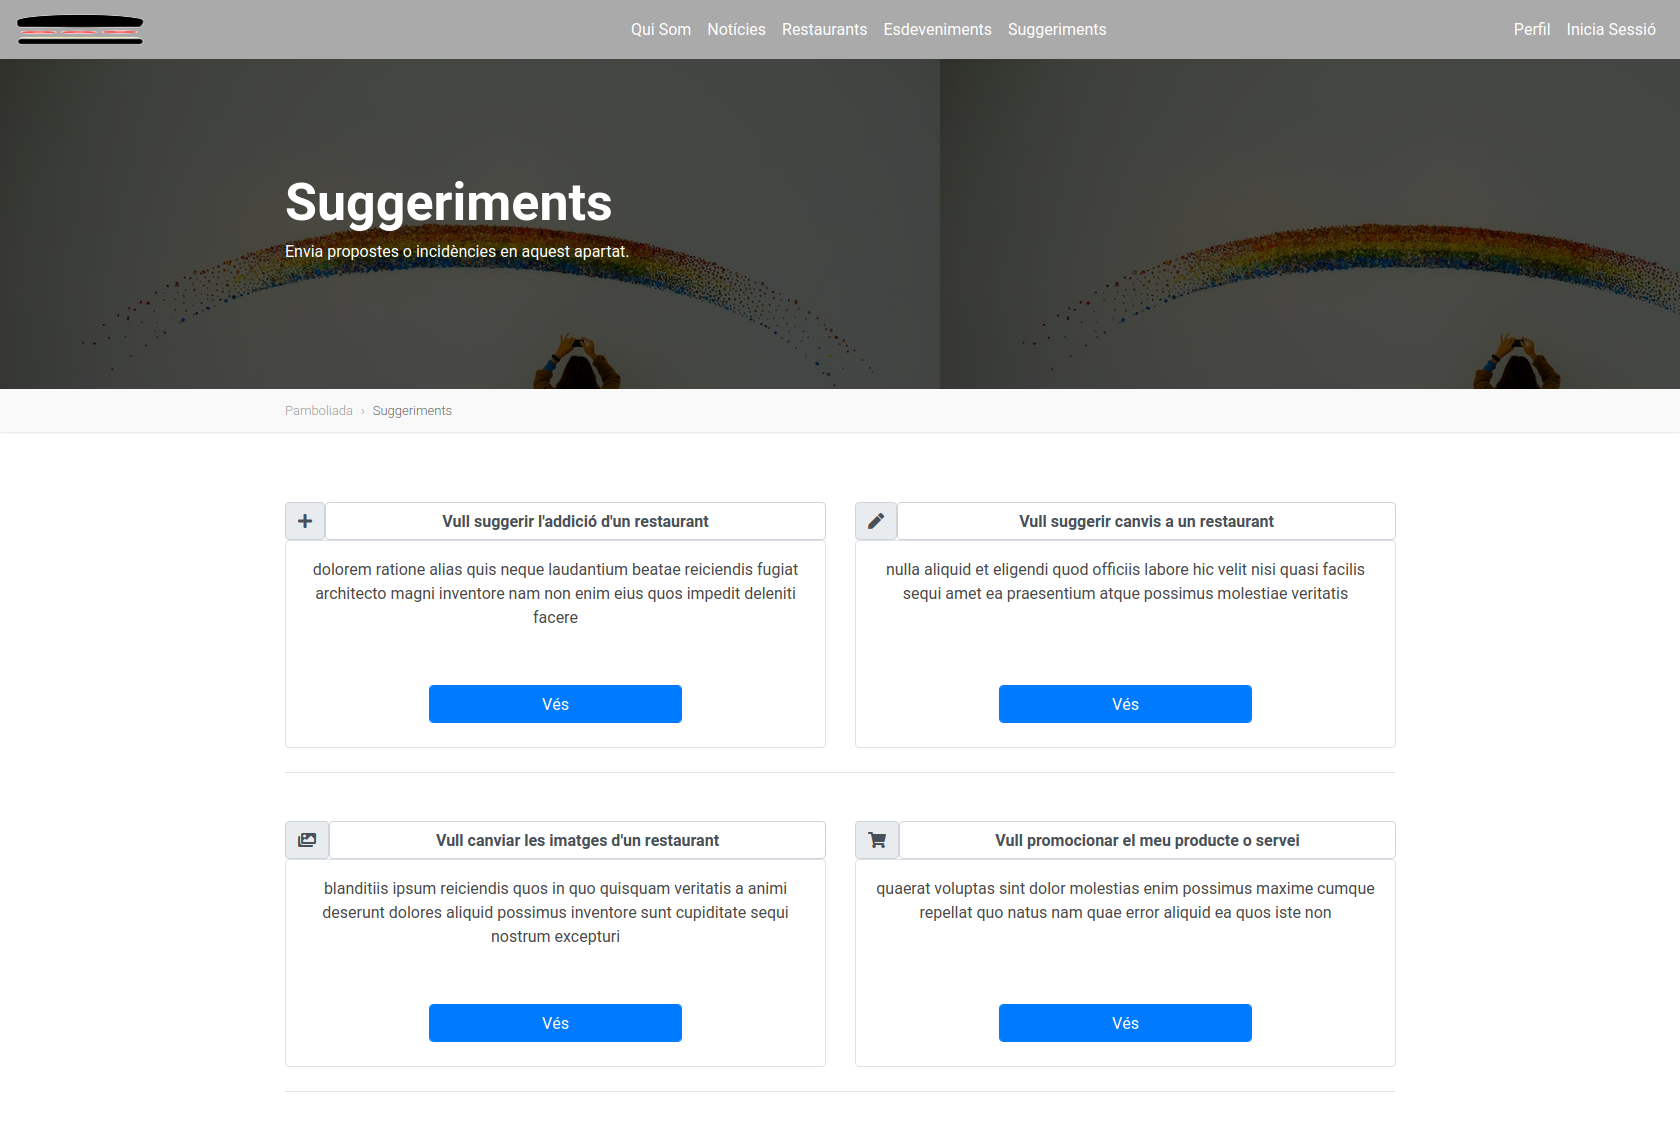 Qui Som Notícies Restaurants Esdeveniments Suggeriments Perfil Inicia Sessió
Suggeriments
Envia propostes o incidències en aquest apartat.
Pamboliada › Suggeriments
Vull suggerir l'addició d'un restaurant
dolorem ratione alias quis neque laudantium beatae reiciendis fugiat
architecto magni inventore nam non enim eius quos impedit deleniti
facere
Vés
Vull suggerir canvis a un restaurant
nulla aliquid et eligendi quod officiis labore hic velit nisi quasi facilis
sequi amet ea praesentium atque possimus molestiae veritatis
Vés
Vull canviar les imatges d'un restaurant
blanditiis ipsum reiciendis quos in quo quisquam veritatis a animi
deserunt dolores aliquid possimus inventore sunt cupiditate sequi
nostrum excepturi
Vés
Vull promocionar el meu producte o servei
quaerat voluptas sint dolor molestias enim possimus maxime cumque
repellat quo natus nam quae error aliquid ea quos iste non
Vés